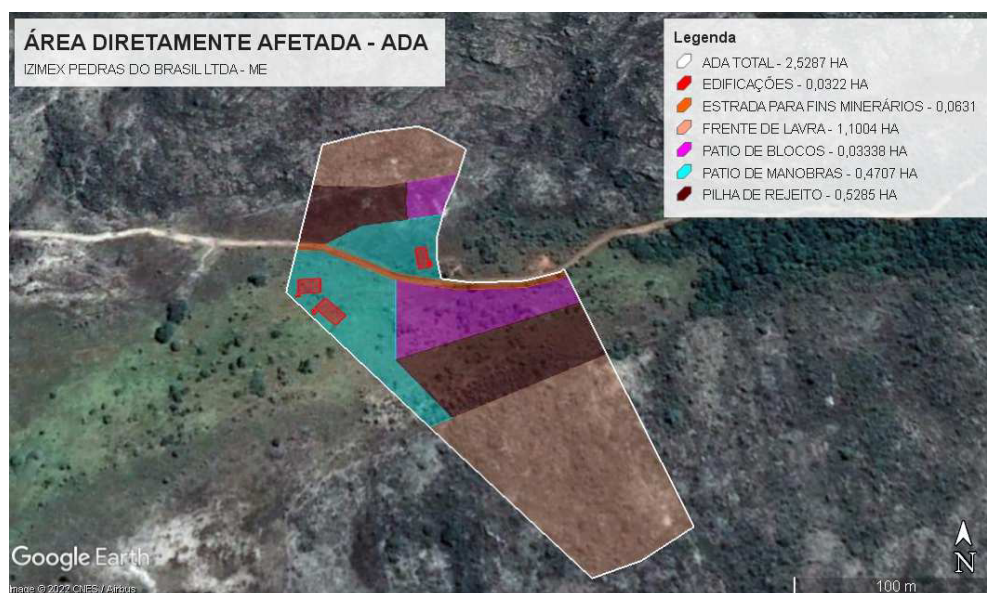 ÁREA DIRETAMENTE AFETADA - ADA
IZIMEX PEDRAS DO BRASIL LTDA - ME
Legenda
ADA TOTAL - 2,5287 HA
EDIFICAÇÕES - 0,0322 HA
ESTRADA PARA FINS MINERÁRIOS - 0,0631
FRENTE DE LAVRA - 1,1004 HA
PATIO DE BLOCOS - 0,03338 HA
PATIO DE MANOBRAS - 0,4707 HA
PILHA DE REJEITO - 0,5285 HA
Google Earth
Image © 2022 CNES / Airbus
N
100 m